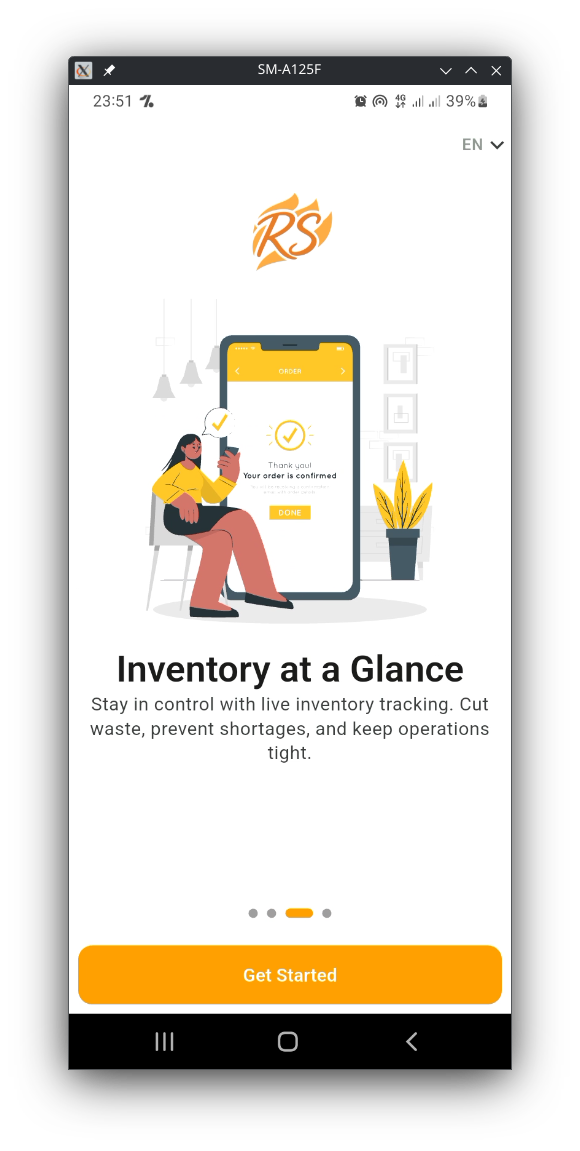 SM-A125F
23:51
4G
39%
EN
RS
ORDER
Thank you!
Your order is confirmed
DONE
Inventory at a Glance
Stay in control with live inventory tracking. Cut
waste, prevent shortages, and keep operations
tight.
Get Started